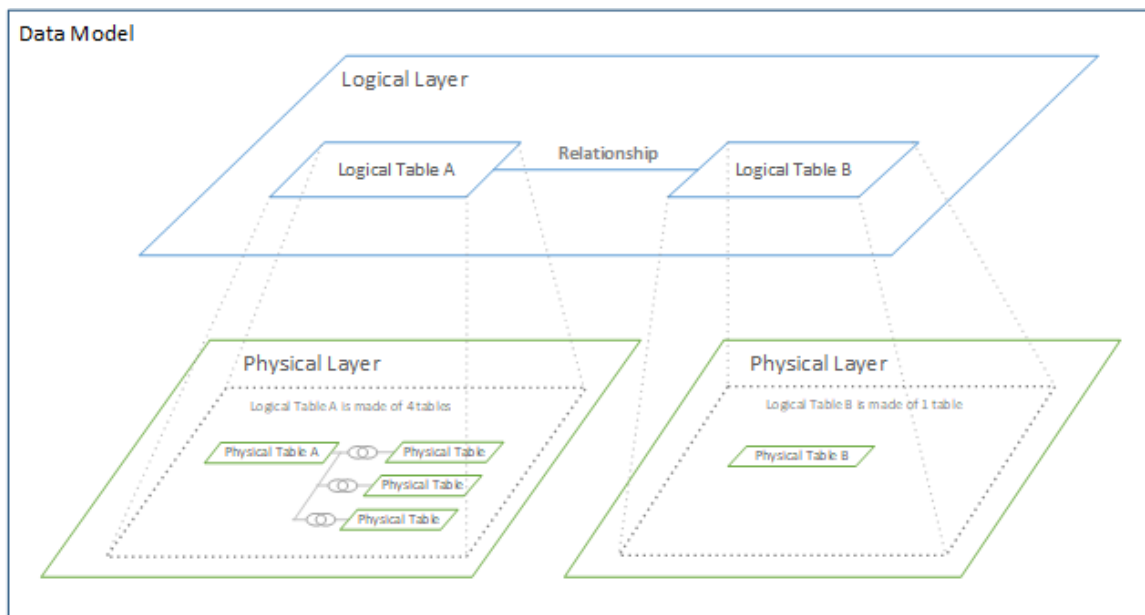 Data Model
Logical Layer
Relationship
Logical Table A
Logical Table B
Physical Layer
Logical Table A is made of 4 tables
Physical Table A
Physical Table
Physical Table
Physical Table
Physical Layer
Logical Table B is made of 1 table
Physical Table B